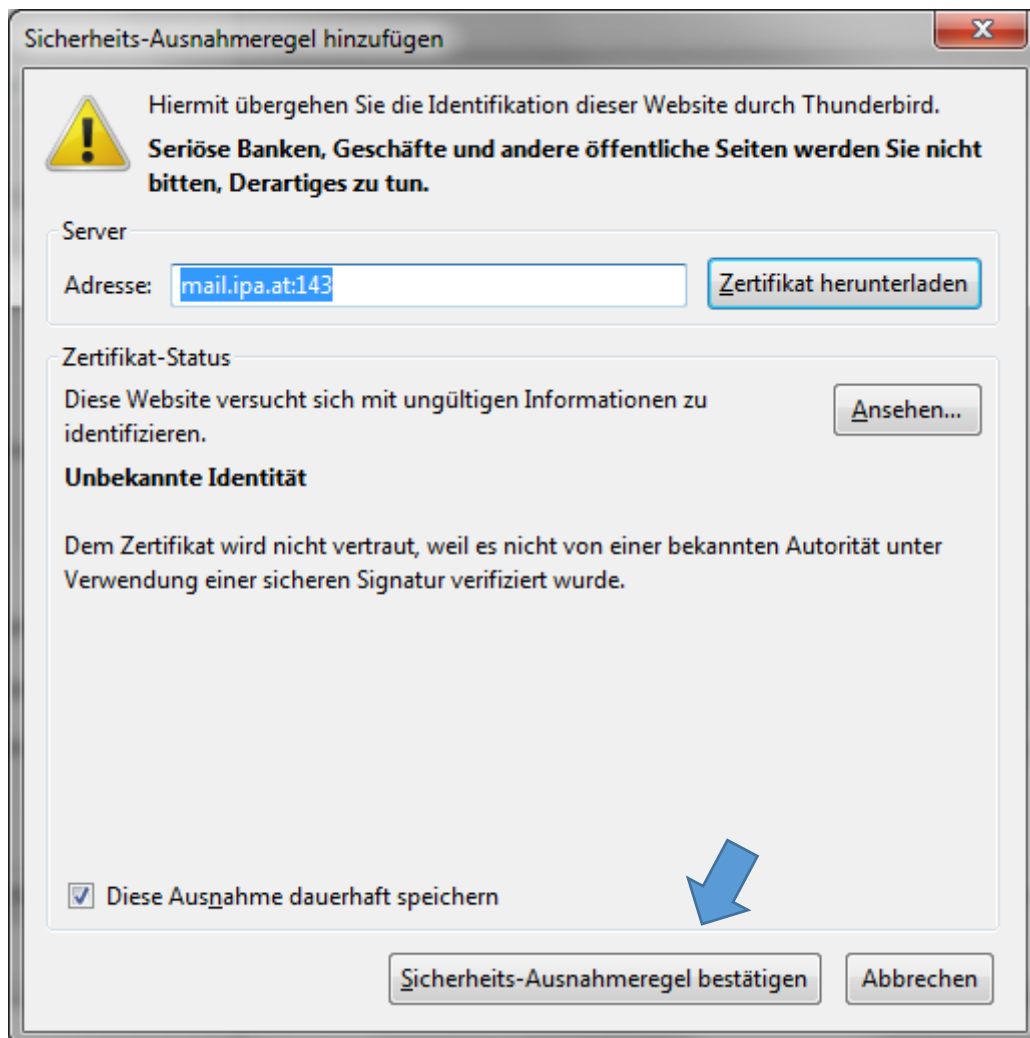 Sicherheits-Ausnahmeregel hinzufügen
Hiermit übergehen Sie die Identifikation dieser Website durch Thunderbird.
Seriöse Banken, Geschäfte und andere öffentliche Seiten werden Sie nicht
bitten, Derartiges zu tun.
Server
Adresse: mail.ipa.at:143 Zertifikat herunterladen
Zertifikat-Status
Diese Website versucht sich mit ungültigen Informationen zu
identifizieren.
Ansehen...
Unbekannte Identität
Dem Zertifikat wird nicht vertraut, weil es nicht von einer bekannten Autorität unter
Verwendung einer sicheren Signatur verifiziert wurde.
Diese Ausnahme dauerhaft speichern
Sicherheits-Ausnahmeregel bestätigen Abbrechen